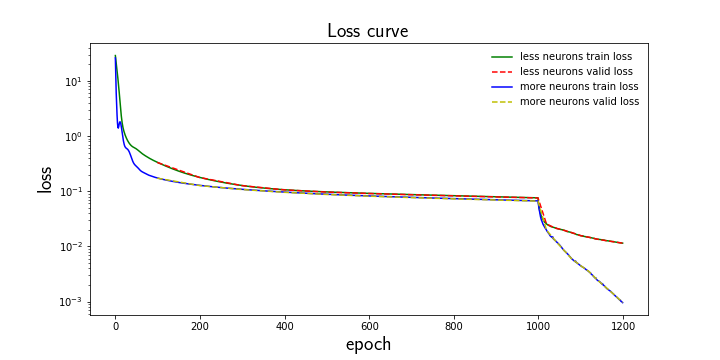 Loss curve
less neurons train loss
less neurons valid loss
more neurons train loss
more neurons valid loss
loss
10¹
10⁰
10⁻¹
10⁻²
10⁻³
0 200 400 600 800 1000 1200
epoch